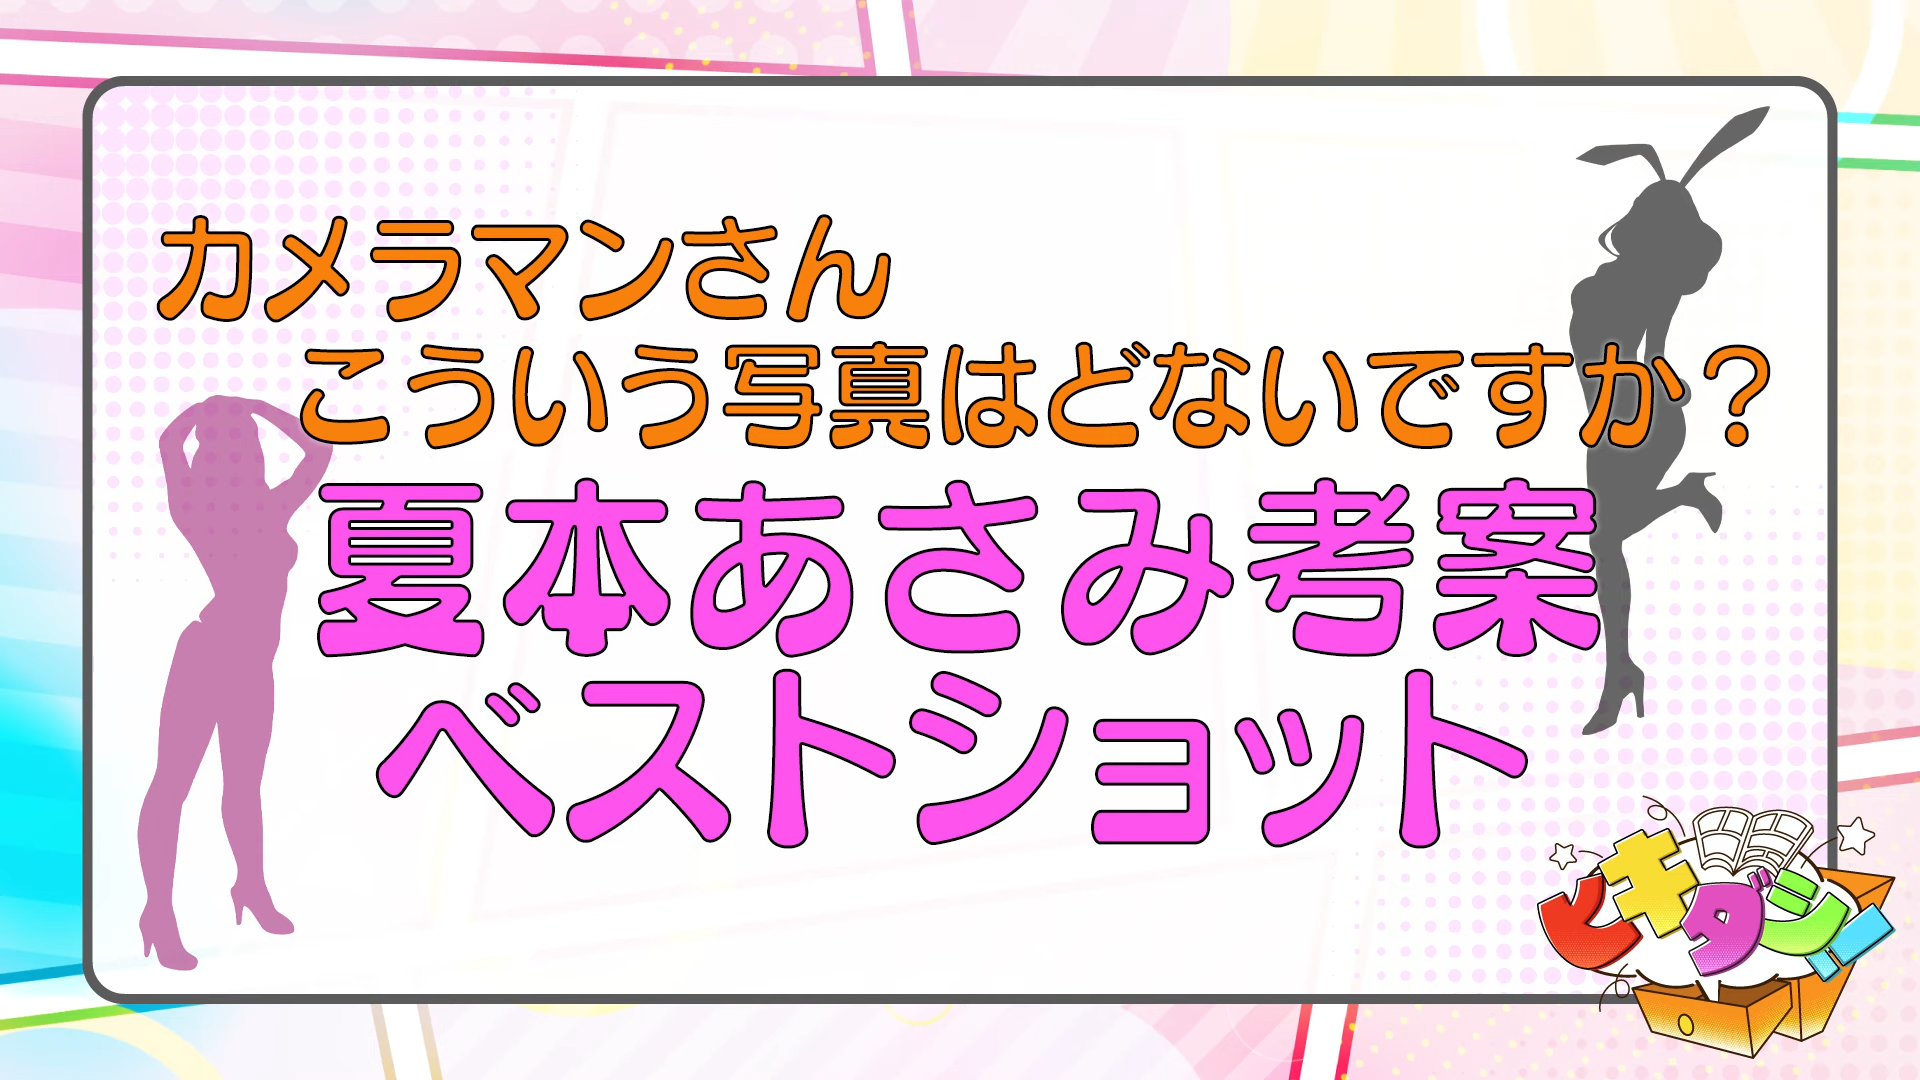 カメラマンさん
こういう写真はどないですか？
夏本あさみ考案
ベストショット
ヒキダシ!!